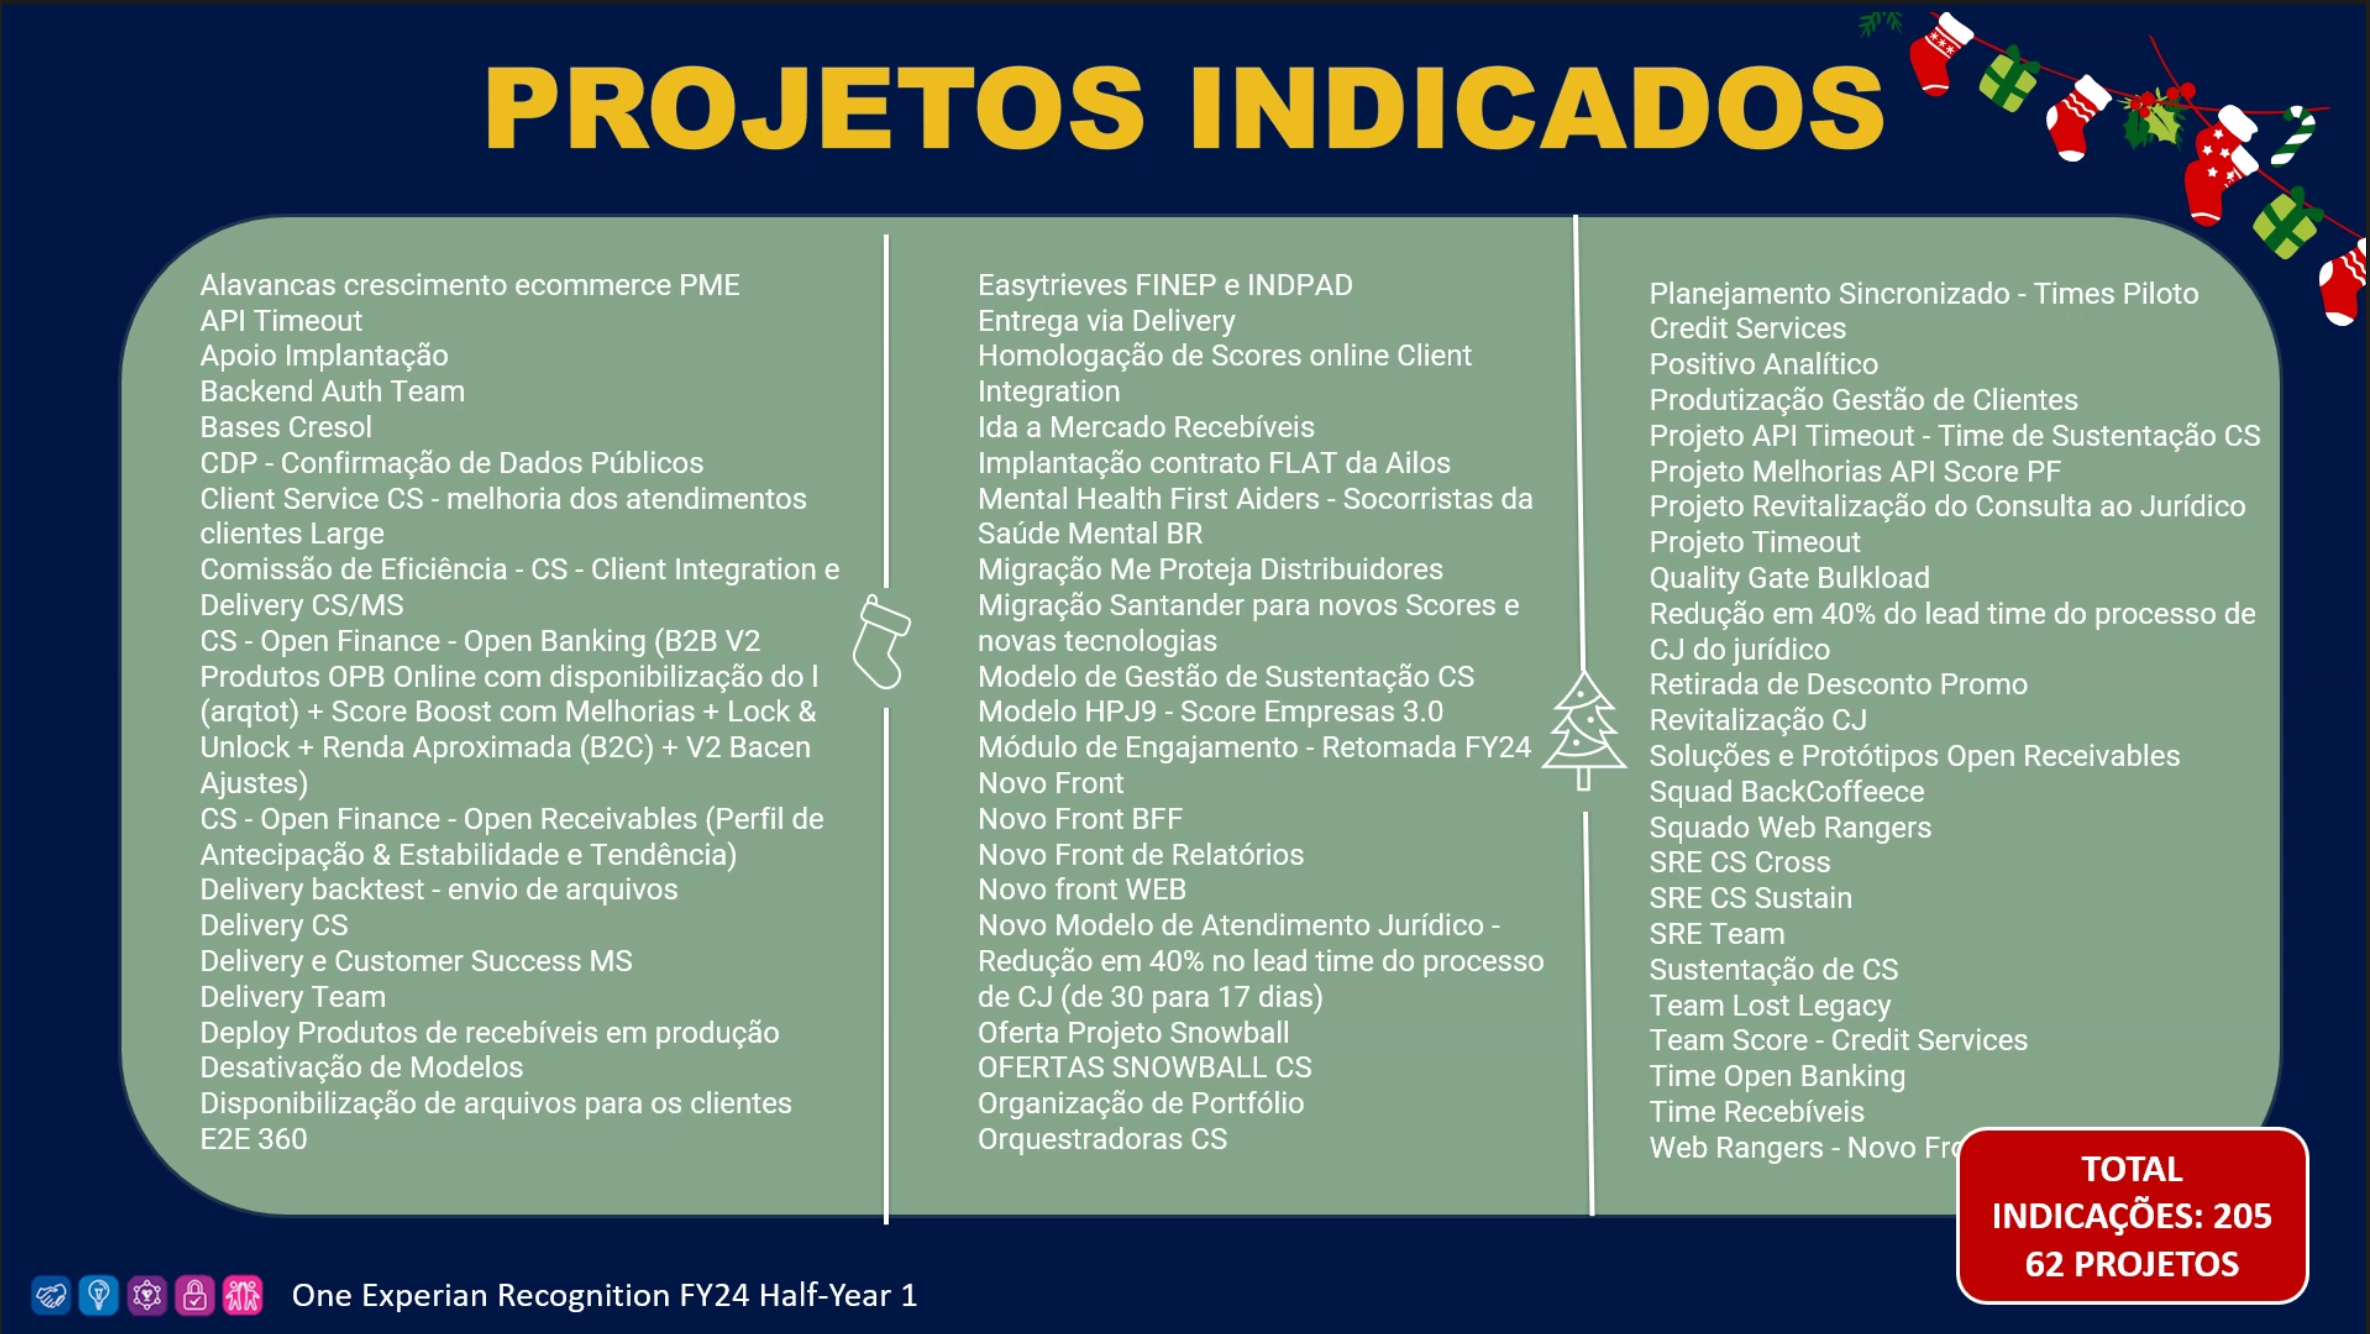 PROJETOS INDICADOS
Alavancas crescimento ecommerce PME
API Timeout
Apoio Implantação
Backend Auth Team
Bases Cresol
CDP - Confirmação de Dados Públicos
Client Service CS - melhoria dos atendimentos
clientes Large
Comissão de Eficiência - CS - Client Integration e
Delivery CS/MS
CS - Open Finance - Open Banking (B2B V2
Produtos OPB Online com disponibilização do l
(arqtot) + Score Boost com Melhorias + Lock &
Unlock + Renda Aproximada (B2C) + V2 Bacen
Ajustes)
CS - Open Finance - Open Receivables (Perfil de
Antecipação & Estabilidade e Tendência)
Delivery backtest - envio de arquivos
Delivery CS
Delivery e Customer Success MS
Delivery Team
Deploy Produtos de recebíveis em produção
Desativação de Modelos
Disponibilização de arquivos para os clientes
E2E 360
Easytrieves FINEP e INDPAD
Entrega via Delivery
Homologação de Scores online Client
Integration
Ida a Mercado Recebíveis
Implantação contrato FLAT da Ailos
Mental Health First Aiders - Socorristas da
Saúde Mental BR
Migração Me Proteja Distribuidores
Migração Santander para novos Scores e
novas tecnologias
Modelo de Gestão de Sustentação CS
Modelo HPJ9 - Score Empresas 3.0
Módulo de Engajamento - Retomada FY24
Novo Front
Novo Front BFF
Novo Front de Relatórios
Novo front WEB
Novo Modelo de Atendimento Jurídico -
Redução em 40% no lead time do processo
de CJ (de 30 para 17 dias)
Oferta Projeto Snowball
OFERTAS SNOWBALL CS
Organização de Portfólio
Orquestradoras CS
Planejamento Sincronizado - Times Piloto
Credit Services
Positivo Analítico
Produtização Gestão de Clientes
Projeto API Timeout - Time de Sustentação CS
Projeto Melhorias API Score PF
Projeto Revitalização do Consulta ao Jurídico
Projeto Timeout
Quality Gate Bulkload
Redução em 40% do lead time do processo de
CJ do jurídico
Retirada de Desconto Promo
Revitalização CJ
Soluções e Protótipos Open Receivables
Squad BackCoffeece
Squado Web Rangers
SRE CS Cross
SRE CS Sustain
SRE Team
Sustentação de CS
Team Lost Legacy
Team Score - Credit Services
Time Open Banking
Time Recebíveis
Web Rangers - Novo
TOTAL
INDICAÇÕES: 205
62 PROJETOS
One Experian Recognition FY24 Half-Year 1